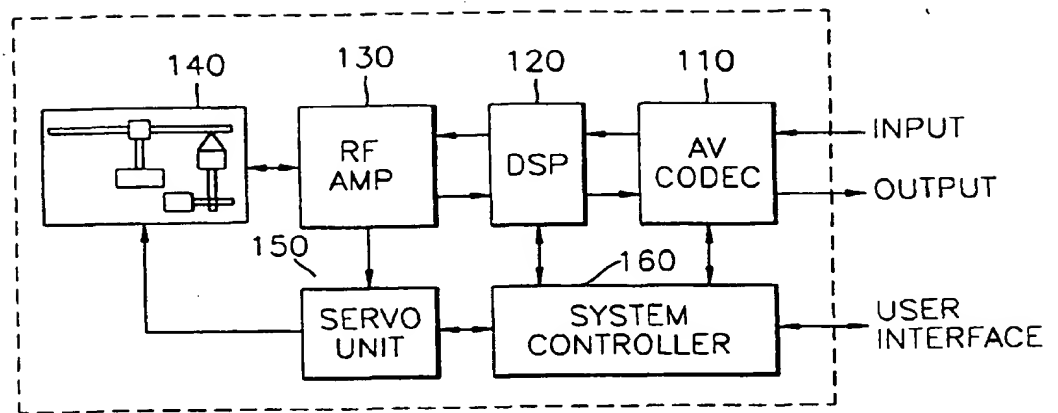 140
130
120
110
RF
AMP
DSP
AV
CODEC
INPUT
OUTPUT
150
160
SERVO
UNIT
SYSTEM
CONTROLLER
USER
INTERFACE